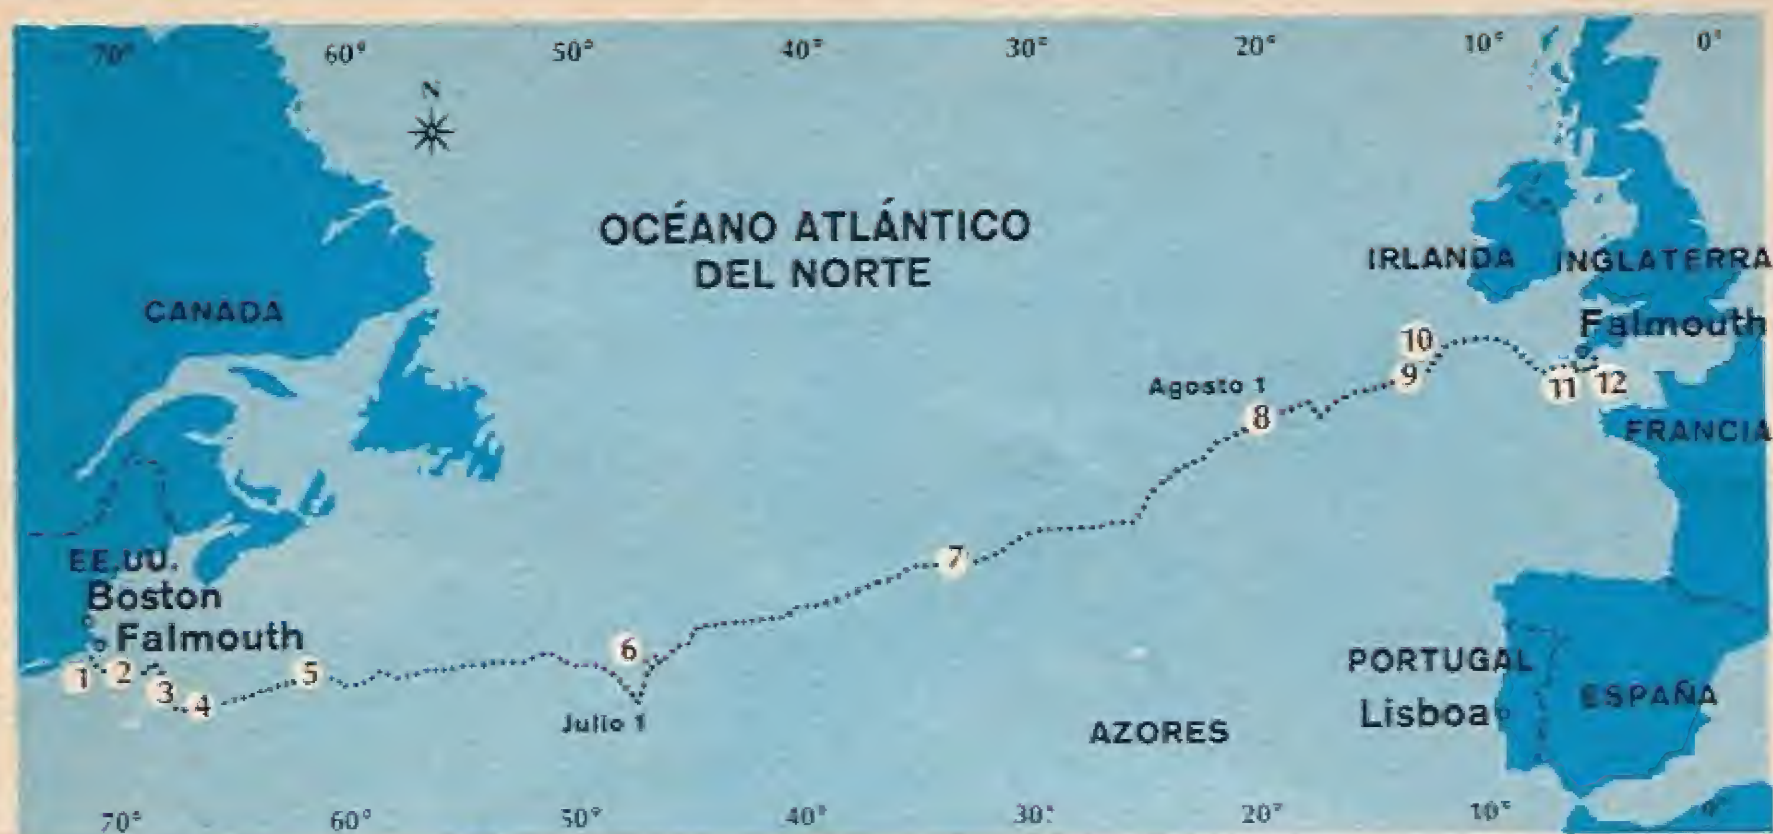 70° 60° 50° 40° 30° 20° 10° 0°
N
OCÉANO ATLÁNTICO
DEL NORTE
IRLANDA INGLATERRA
CANADA
Falmouth
10
Agosto 1
9
11 12
8
FRANCIA
EE.UU.
7
Boston
Falmouth
6
PORTUGAL
1 2
5
3
4
ESPAÑA
Lisboa
Julio 1
AZORES
70° 60° 50° 40° 30° 20° 10° 0°